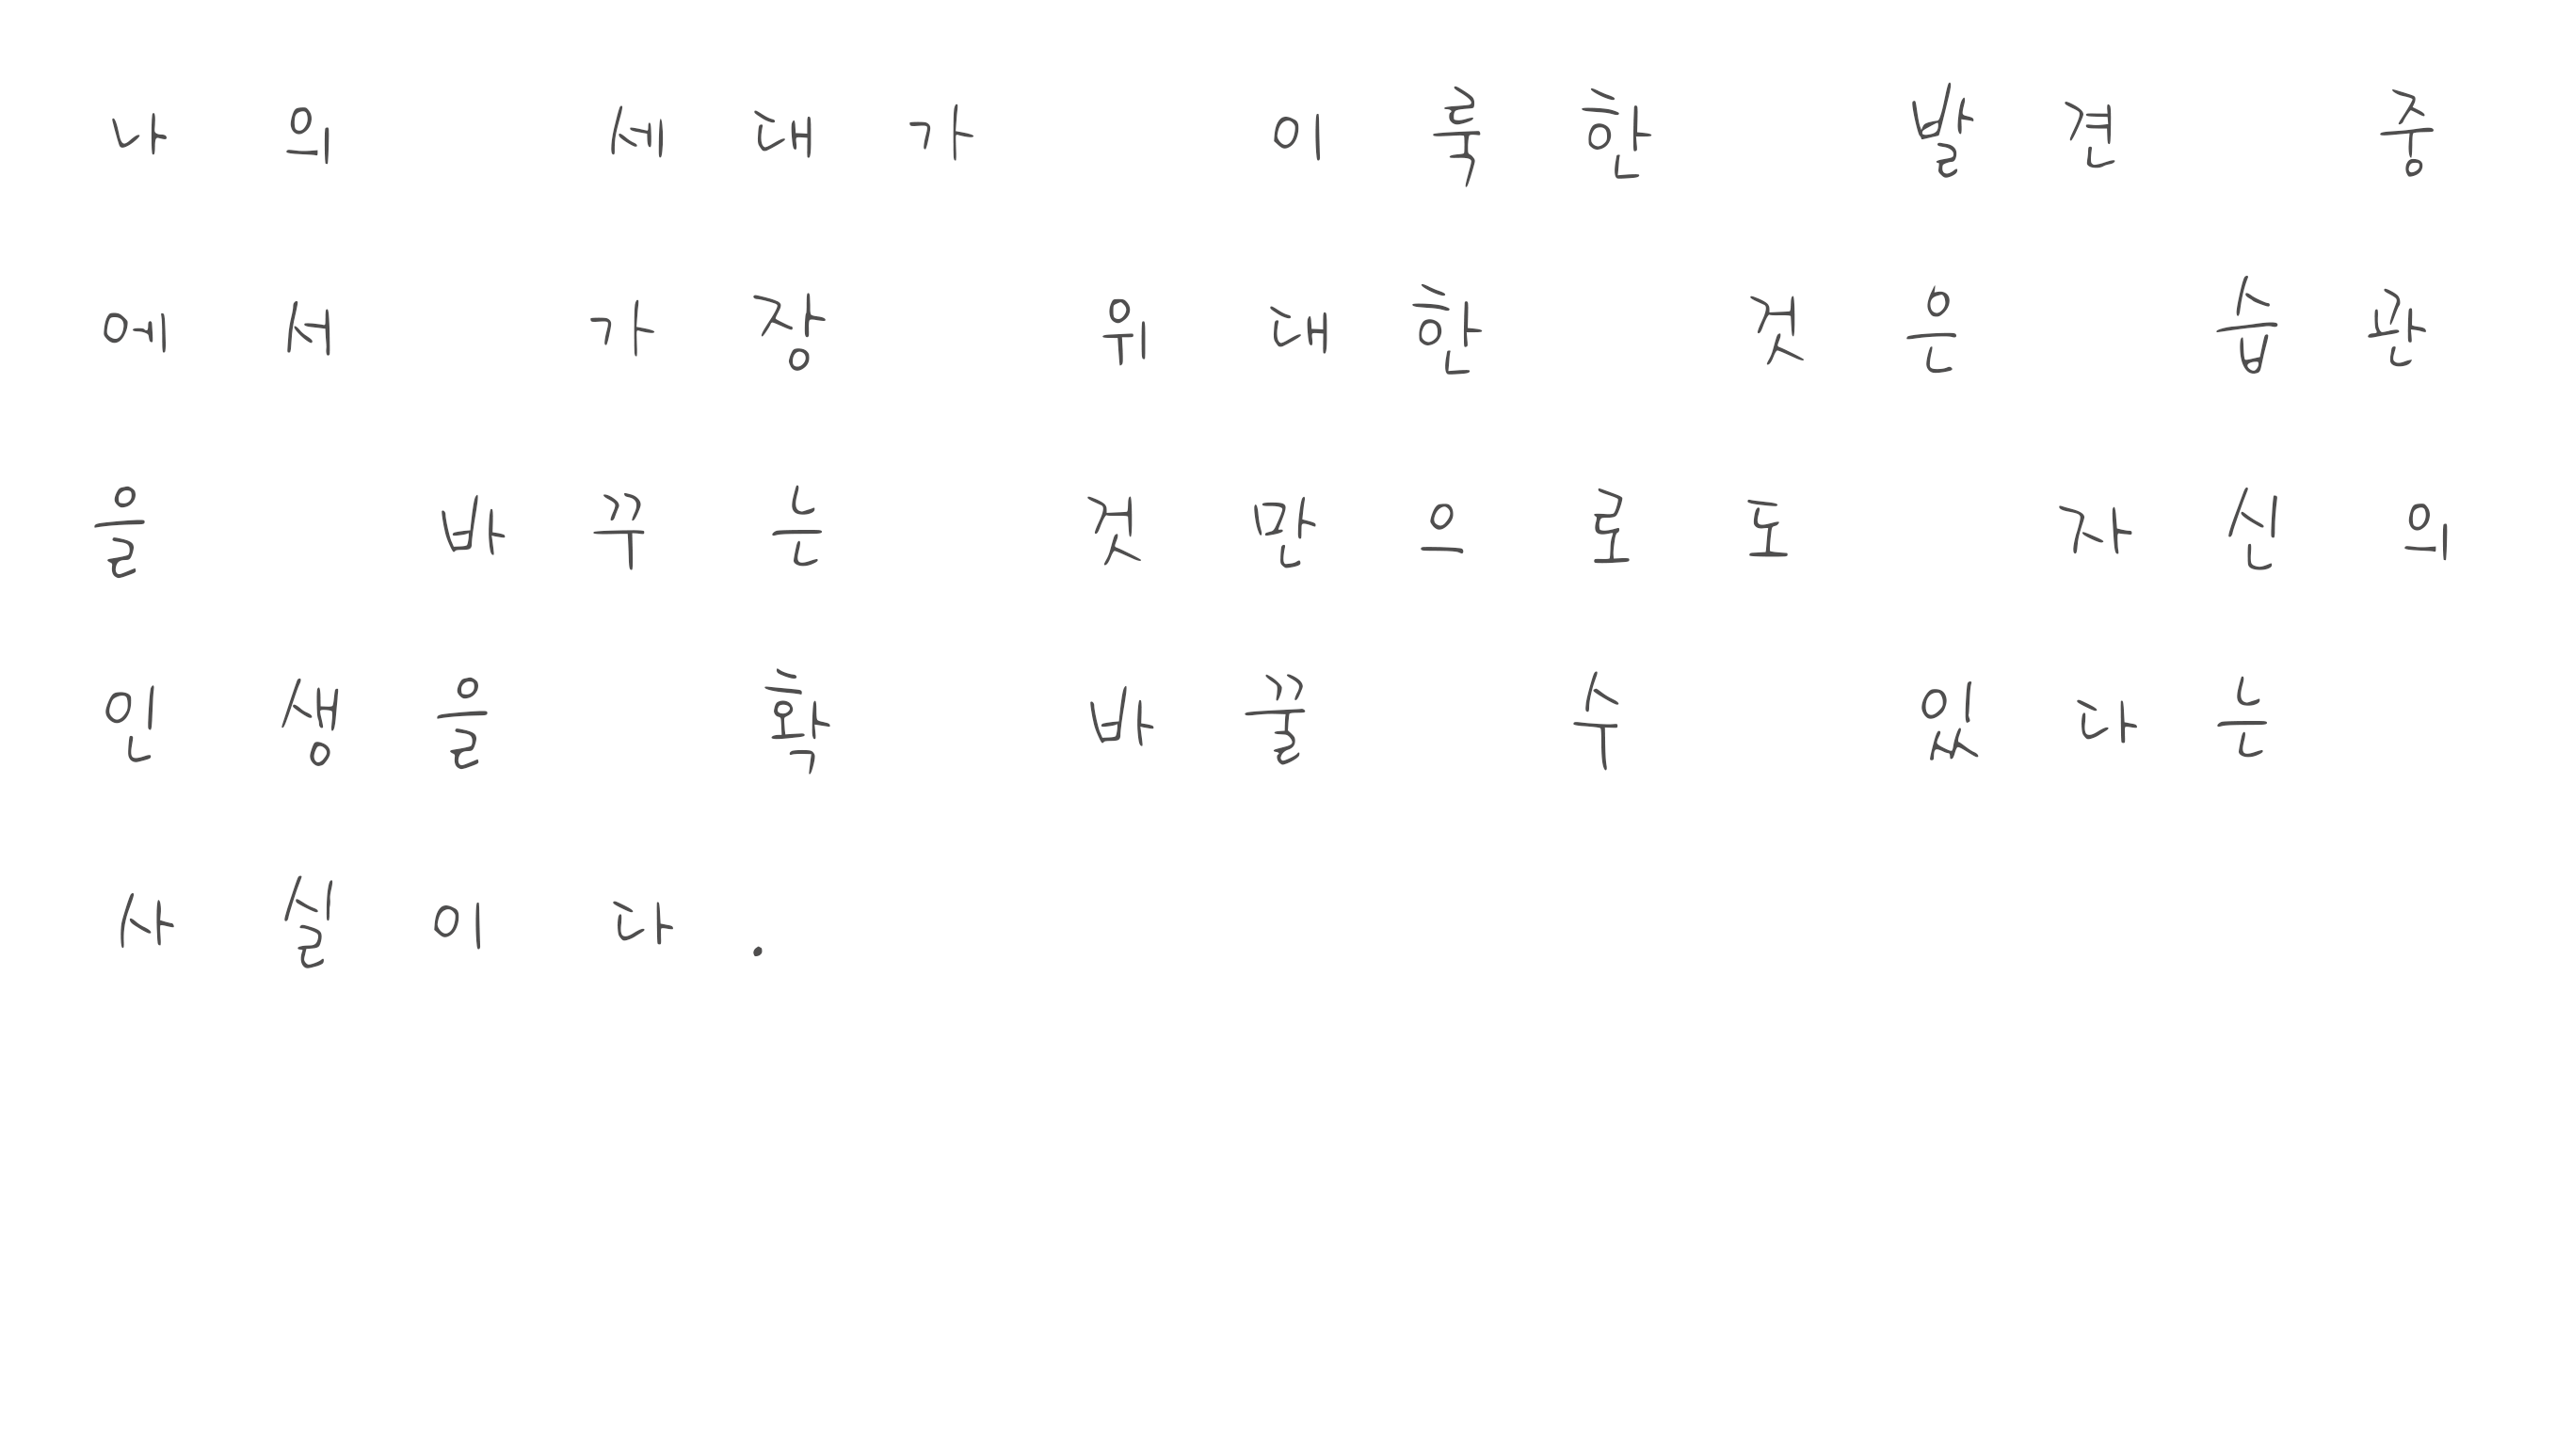 나의 세대가 이룩한 발견 중
에서 가장 위대한 것은 습관
을 바꾸는 것만으로도 자신의
인생을 확 바꿀 수 있다는
사실이다.